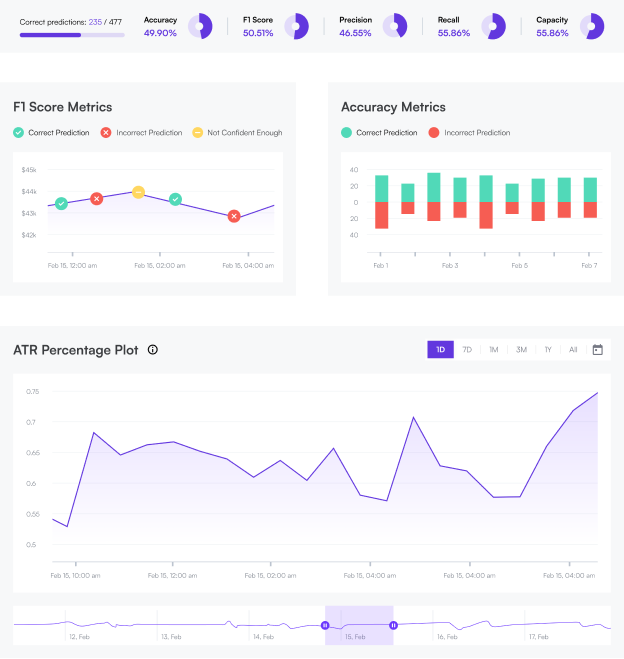 Correct predictions: 235 / 477
Accuracy
49.90%
F1 Score
50.51%
Precision
46.55%
Recall
55.86%
Capacity
55.86%
F1 Score Metrics
Correct Prediction
Incorrect Prediction
Not Confident Enough
$45k
$44k
$43k
$42k
Feb 15, 12:00 am
Feb 15, 02:00 am
Feb 15, 04:00 am
Accuracy Metrics
Correct Prediction
Incorrect Prediction
40
20
0
20
40
Feb 1
Feb 3
Feb 5
Feb 7
ATR Percentage Plot
1D
7D
1M
3M
1Y
All
0.75
0.7
0.65
0.6
0.55
0.5
Feb 15, 10:00 am
Feb 15, 12:00 am
Feb 15, 02:00 am
Feb 15, 04:00 am
Feb 15, 04:00 am
Feb 15, 04:00 am
12, Feb
13, Feb
14, Feb
15, Feb
16, Feb
17, Feb